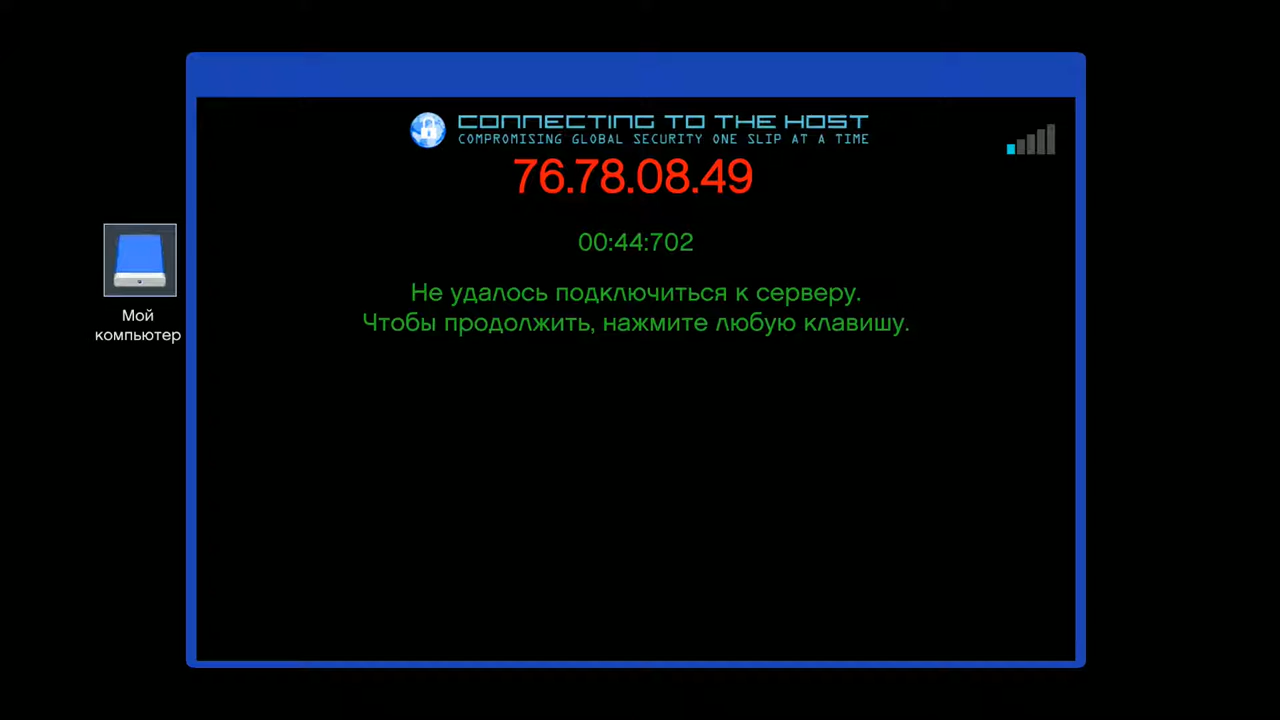 CONNECTING TO THE HOST
COMPROMISING GLOBAL SECURITY ONE SLIP AT A TIME
76.78.08.49
00:44:702
Не удалось подключиться к серверу.
Чтобы продолжить, нажмите любую клавишу.
Мой
компьютер